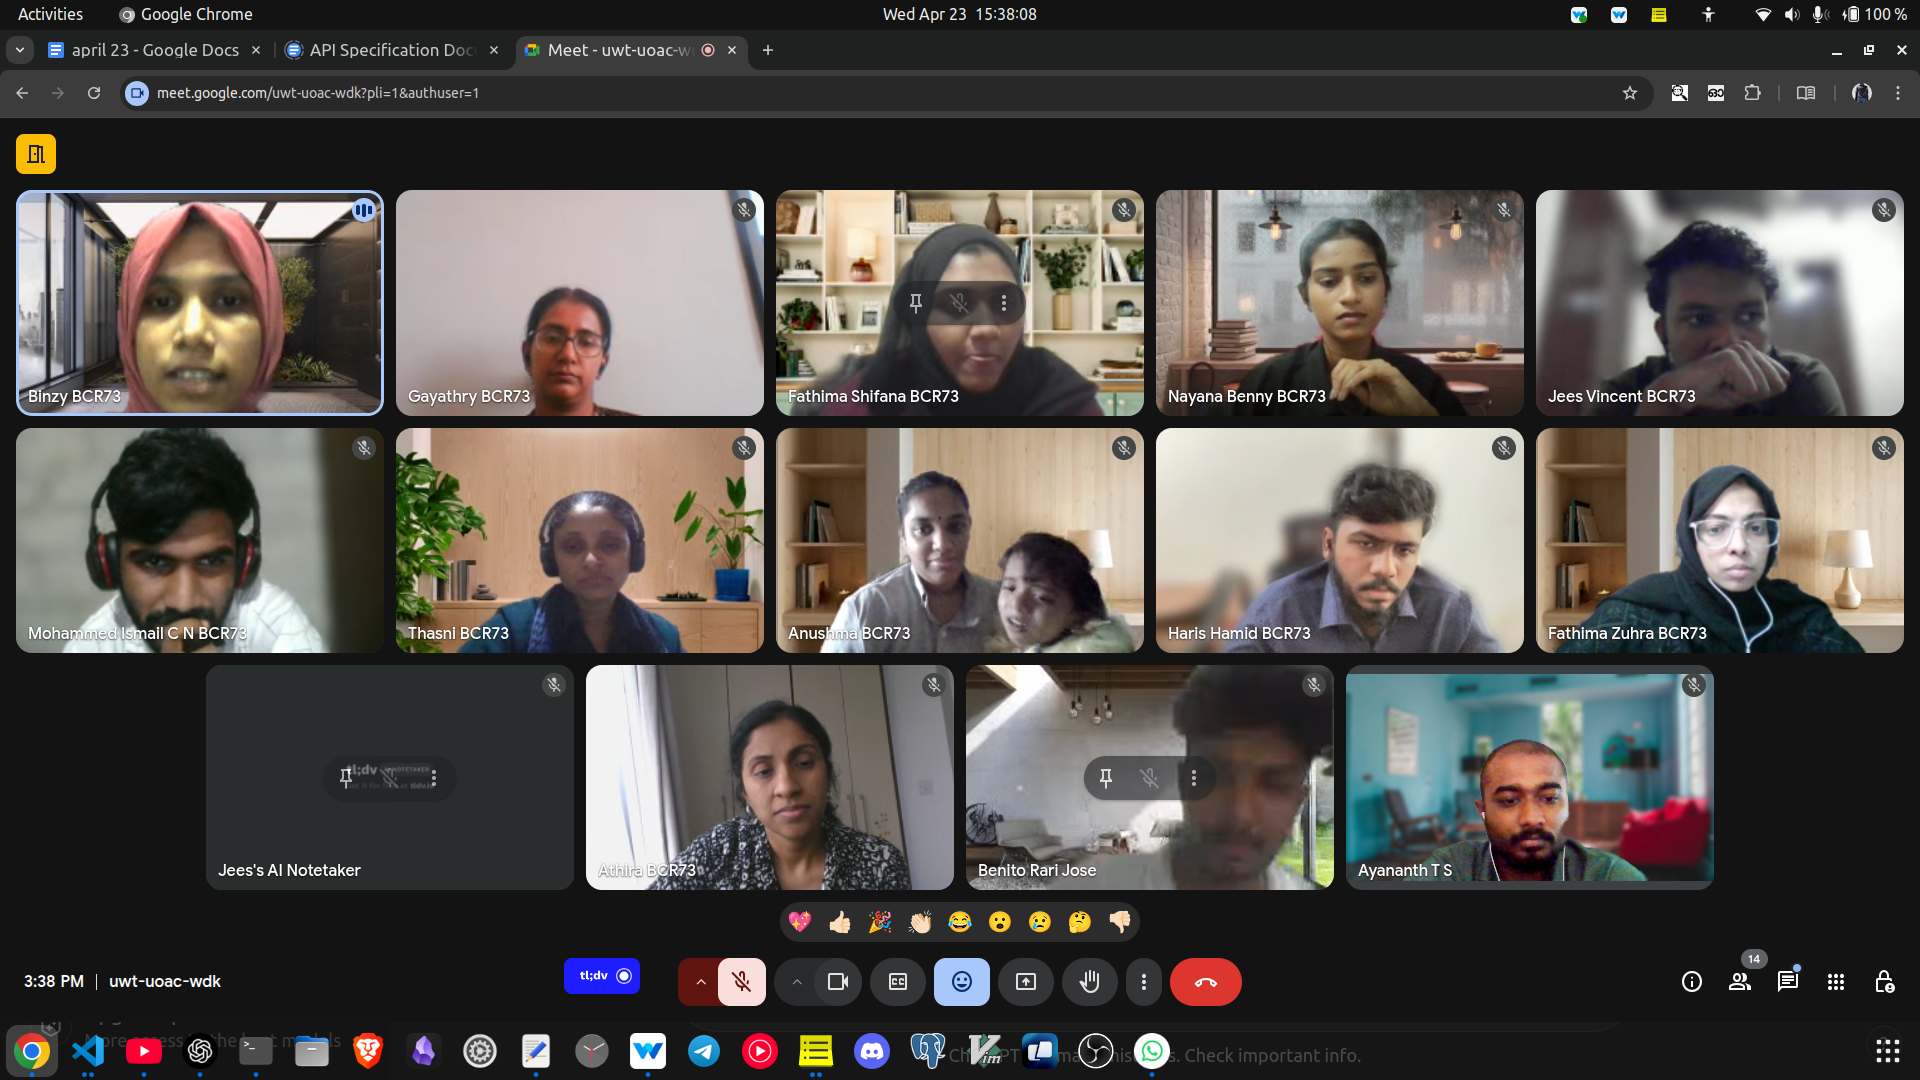 Activities
Google Chrome
Wed Apr 23 15:38:08
100 %
april 23 - Google Docs
API Specification Doc
Meet - uwt-uoac-w
meet.google.com/uwt-uoac-wdk?pli=1&authuser=1
Binzy BCR73
Gayathry BCR73
Fathima Shifana BCR73
Nayana Benny BCR73
Jees Vincent BCR73
Mohammed Ismail C N BCR73
Thasni BCR73
Anushma BCR73
Haris Hamid BCR73
Fathima Zuhra BCR73
tl;dv
Jees's AI Notetaker
Athira BCR73
Benito Rari Jose
Ayananth T S
3:38 PM | uwt-uoac-wdk
tl;dv
14
Check important info.